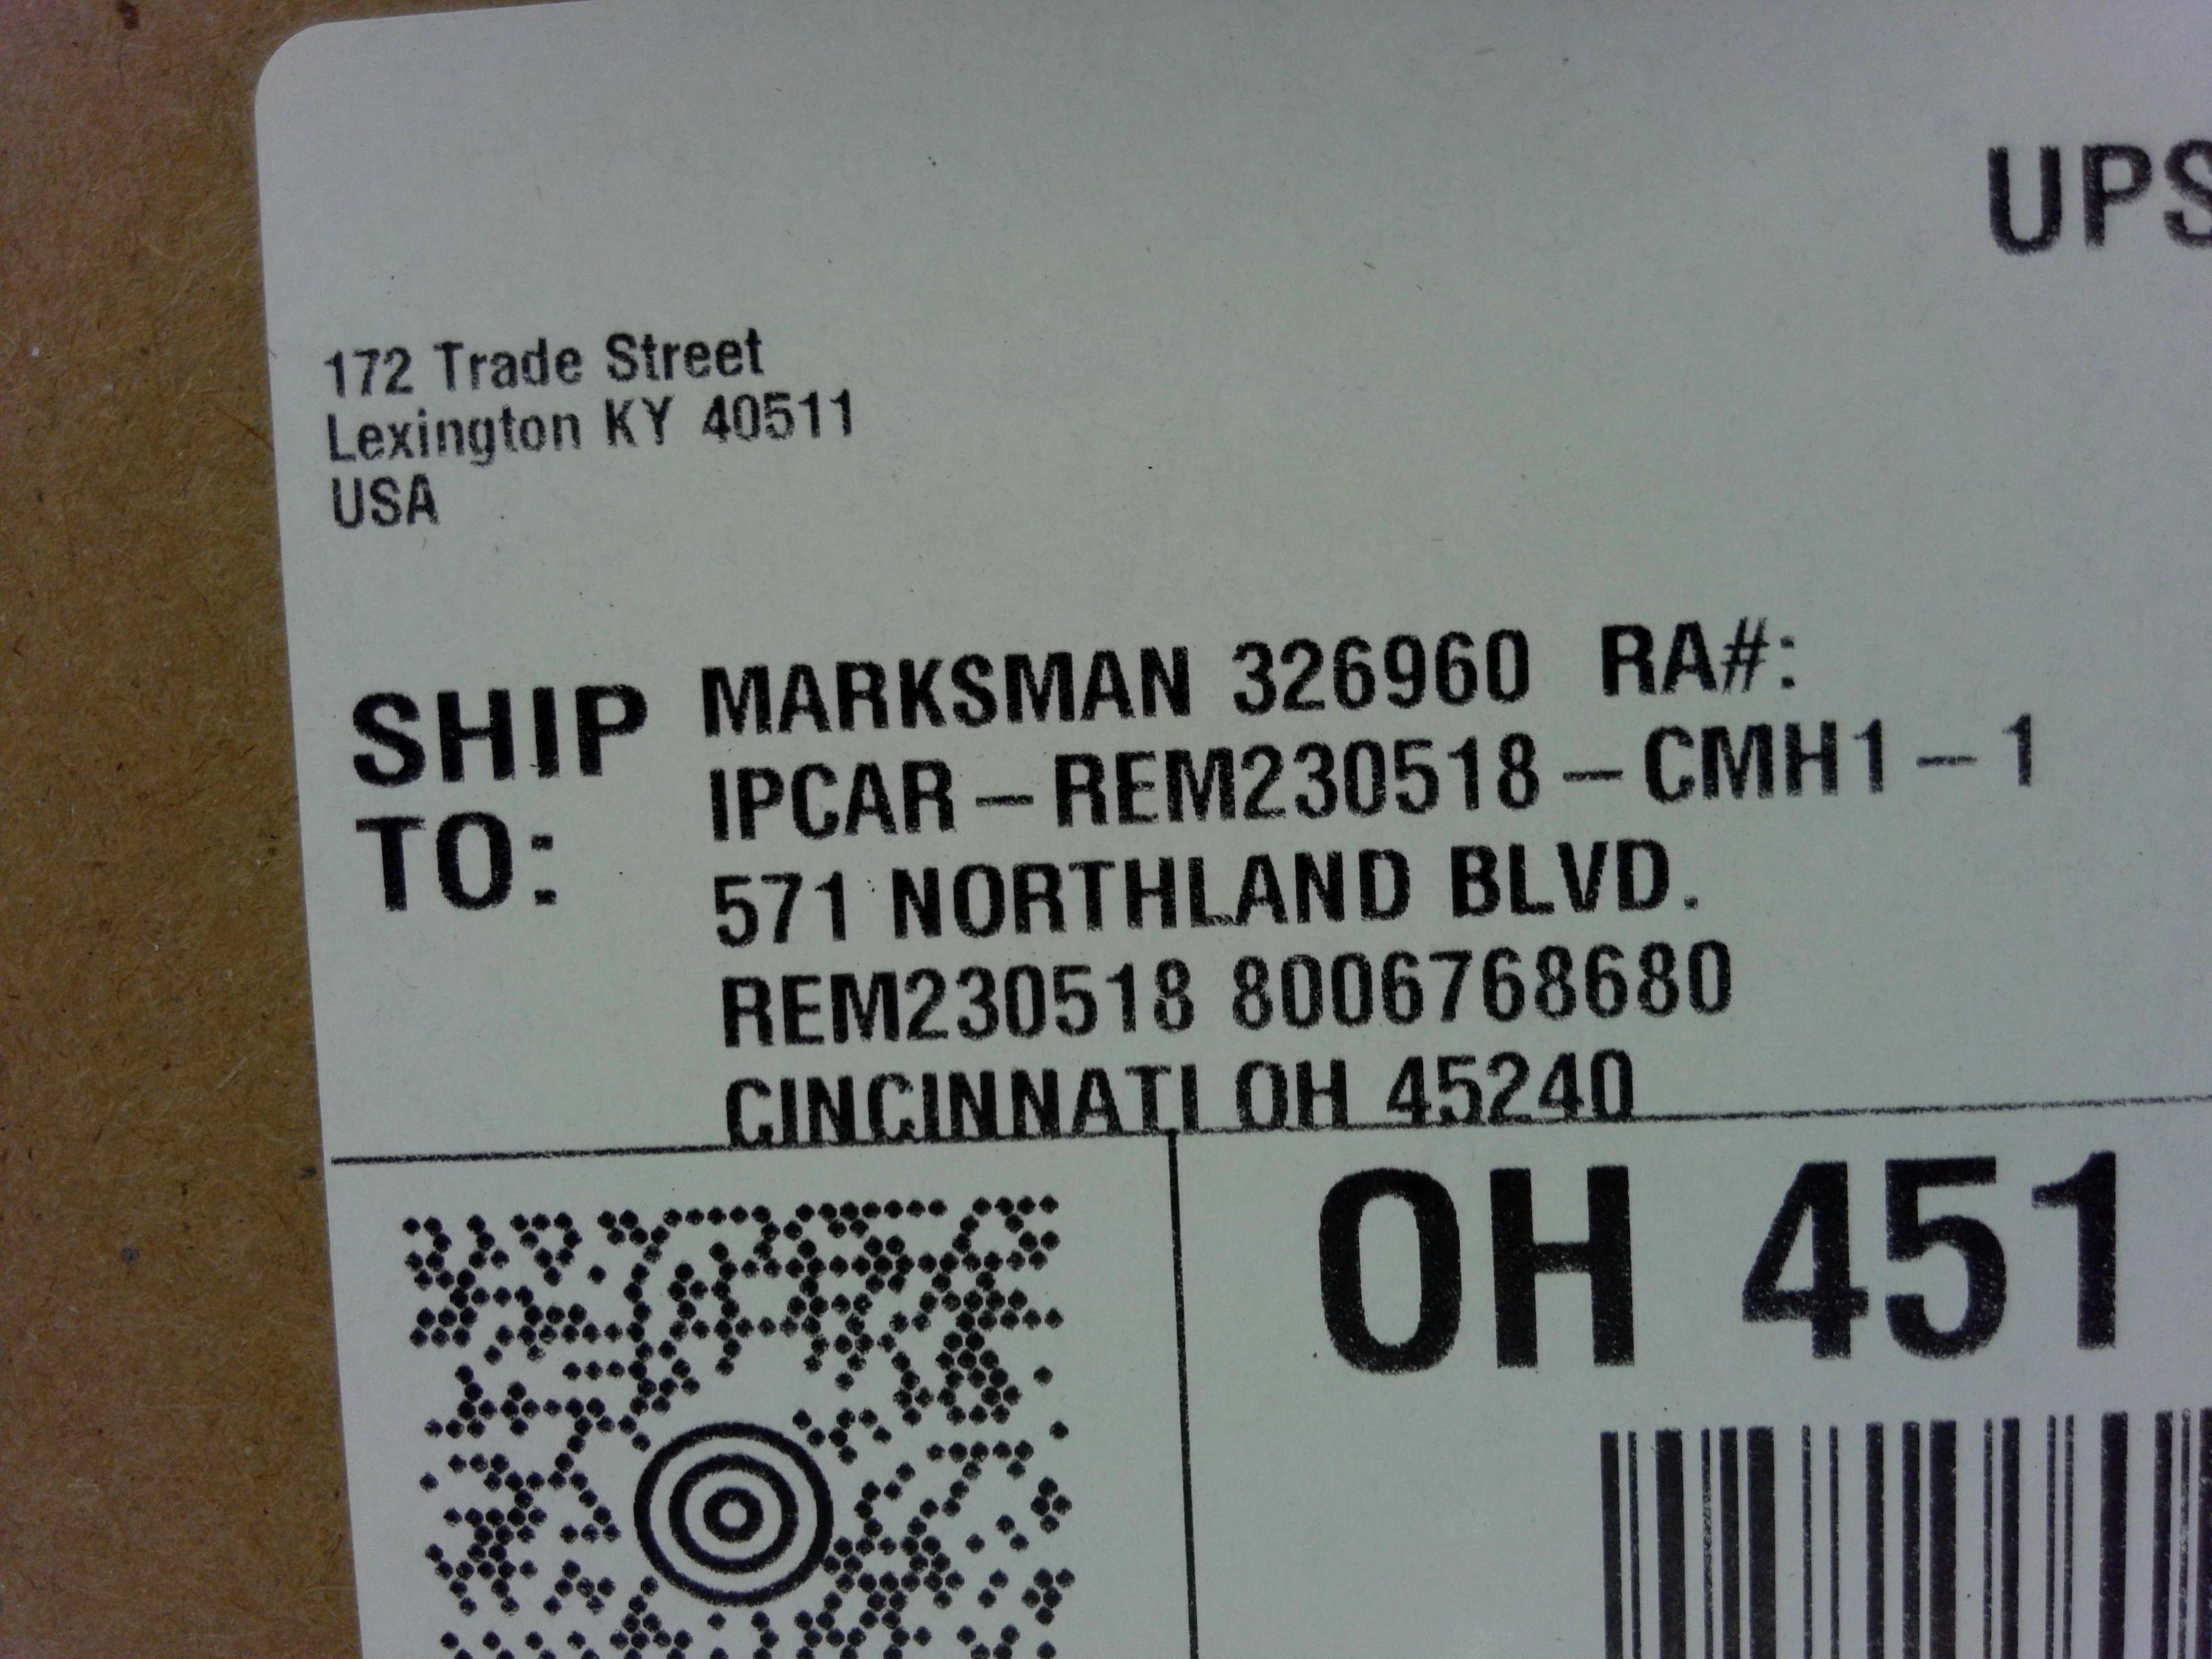 UPS
172 Trade Street
Lexington KY 40511
USA
SHIP TO:
MARKSMAN 326960 RA#:
IPCAR-REM230518-CMH1-1
571 NORTHLAND BLVD.
REM230518 8006768680
CINCINNATI OH 45240
OH 451